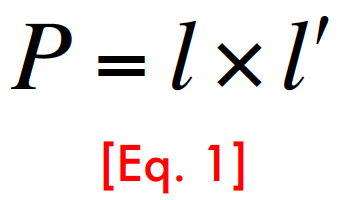 P = l × l′
[Eq. 1]